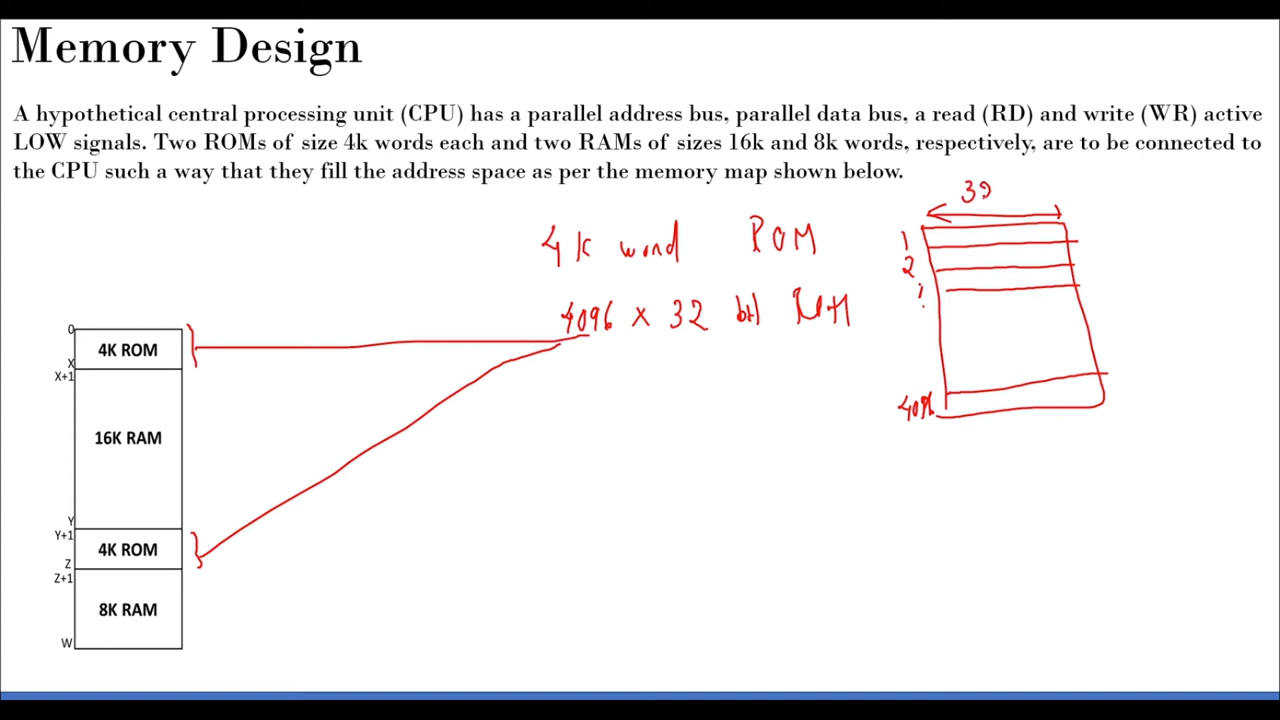 Memory Design
A hypothetical central processing unit (CPU) has a parallel address bus, parallel data bus, a read (RD) and write (WR) active
LOW signals. Two ROMs of size 4k words each and two RAMs of sizes 16k and 8k words, respectively, are to be connected to
the CPU such a way that they fill the address space as per the memory map shown below.
32
4K word ROM
1
2
4096 x 32 bit ROM
4096
0
4K ROM
X
X+1
16K RAM
Y
Y+1
4K ROM
Z
Z+1
8K RAM
W